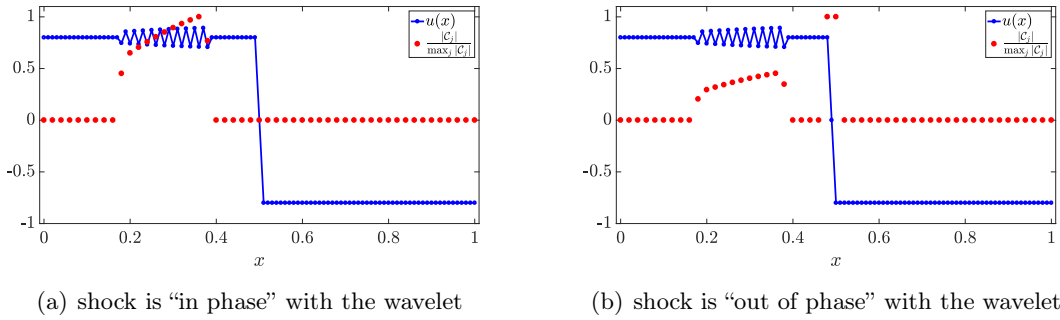 1
0.5
0
-0.5
-1
0 0.2 0.4 0.6 0.8 1
x
u(x)
|C_j| / max_j |C_j|
(a) shock is “in phase” with the wavelet
1
0.5
0
-0.5
-1
0 0.2 0.4 0.6 0.8 1
x
u(x)
|C_j| / max_j |C_j|
(b) shock is “out of phase” with the wavelet